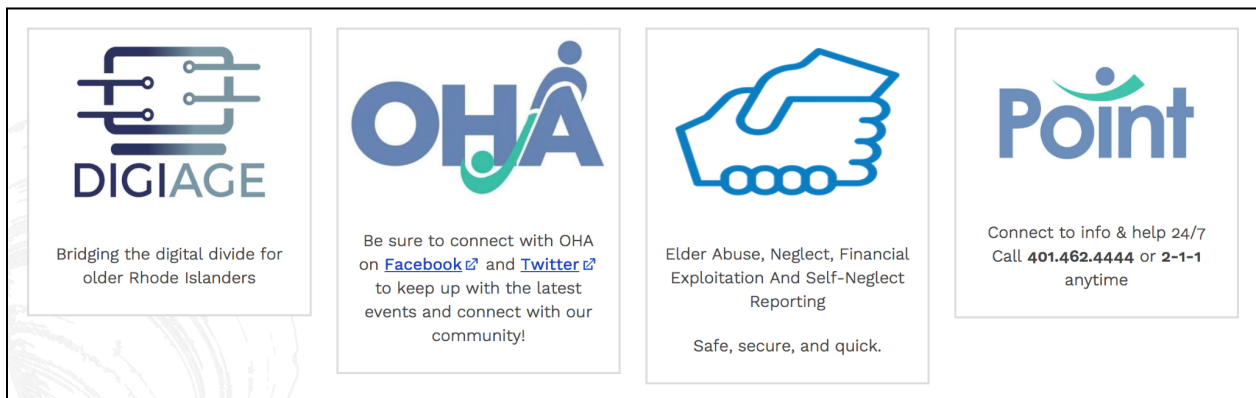 DIGIAGE
Bridging the digital divide for
older Rhode Islanders
OHA
Be sure to connect with OHA
on Facebook and Twitter
to keep up with the latest
events and connect with our
community!
Elder Abuse, Neglect, Financial
Exploitation And Self-Neglect
Reporting
Safe, secure, and quick.
Point
Connect to info & help 24/7
Call 401.462.4444 or 2-1-1
anytime